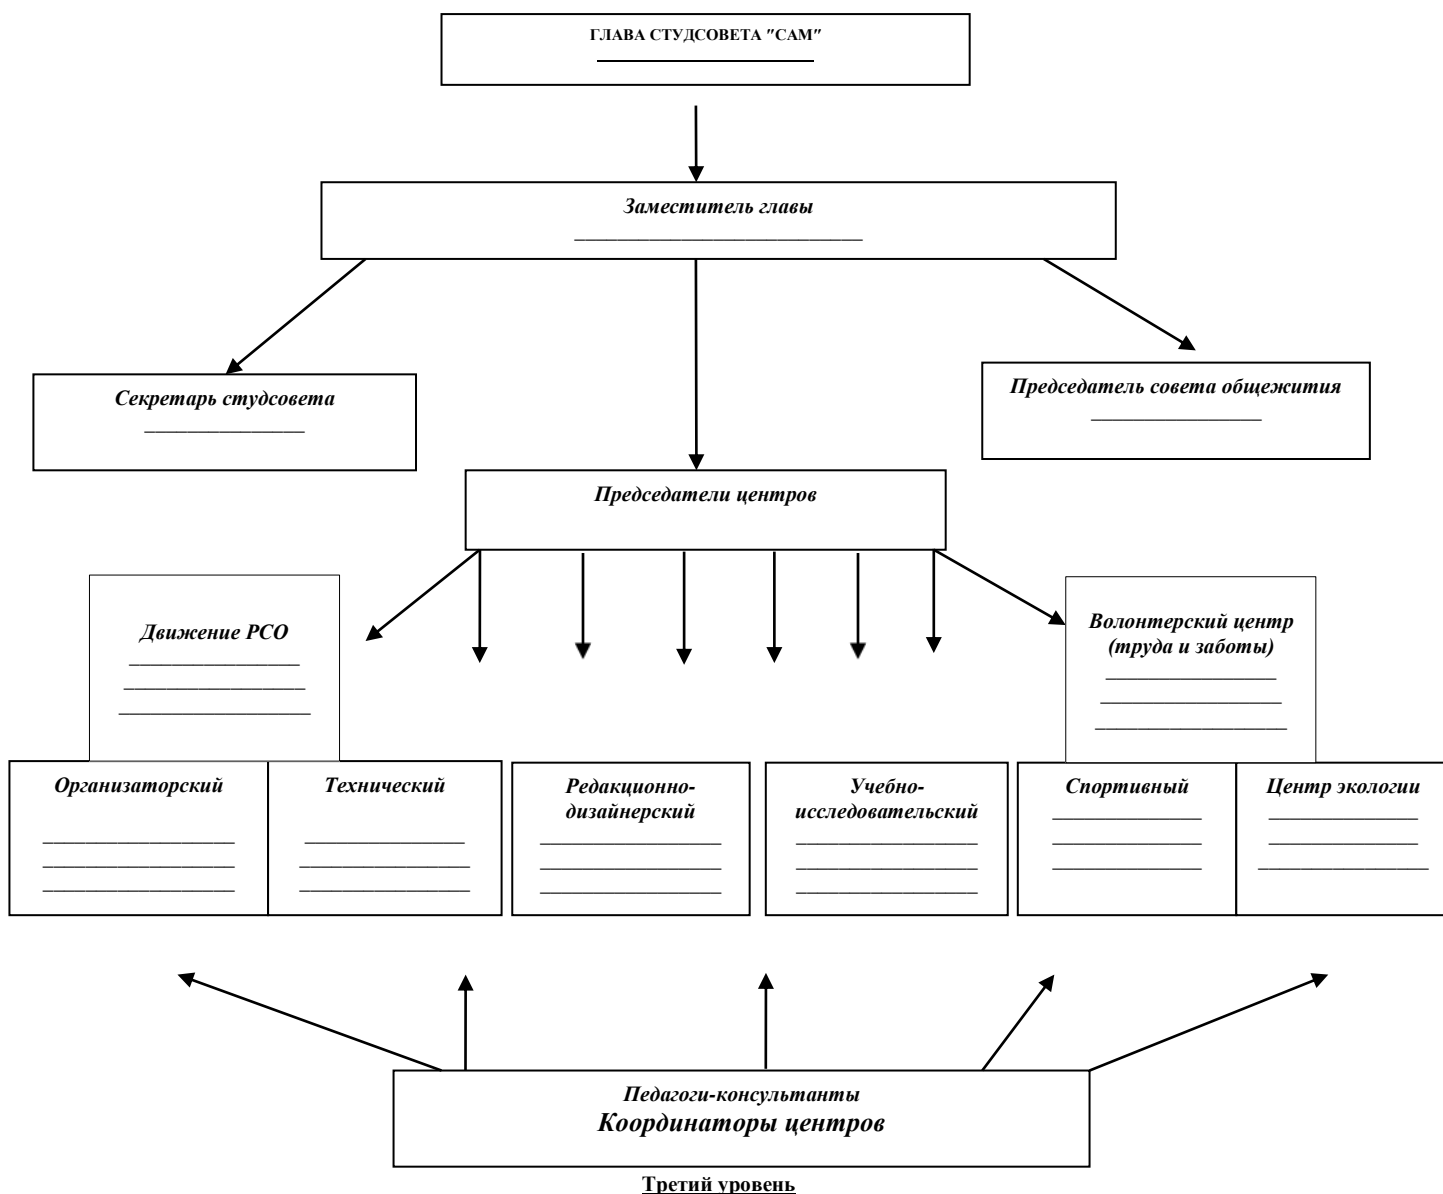 ГЛАВА СТУДСОВЕТА "САМ"
Заместитель главы
Секретарь студсовета
Председатель совета общежития
Председатели центров
Движение РСО
Волонтерский центр
(труда и заботы)
Организаторский
Технический
Редакционно-
дизайнерский
Учебно-
исследовательский
Спортивный
Центр экологии
Педагоги-консультанты
Координаторы центров
Третий уровень